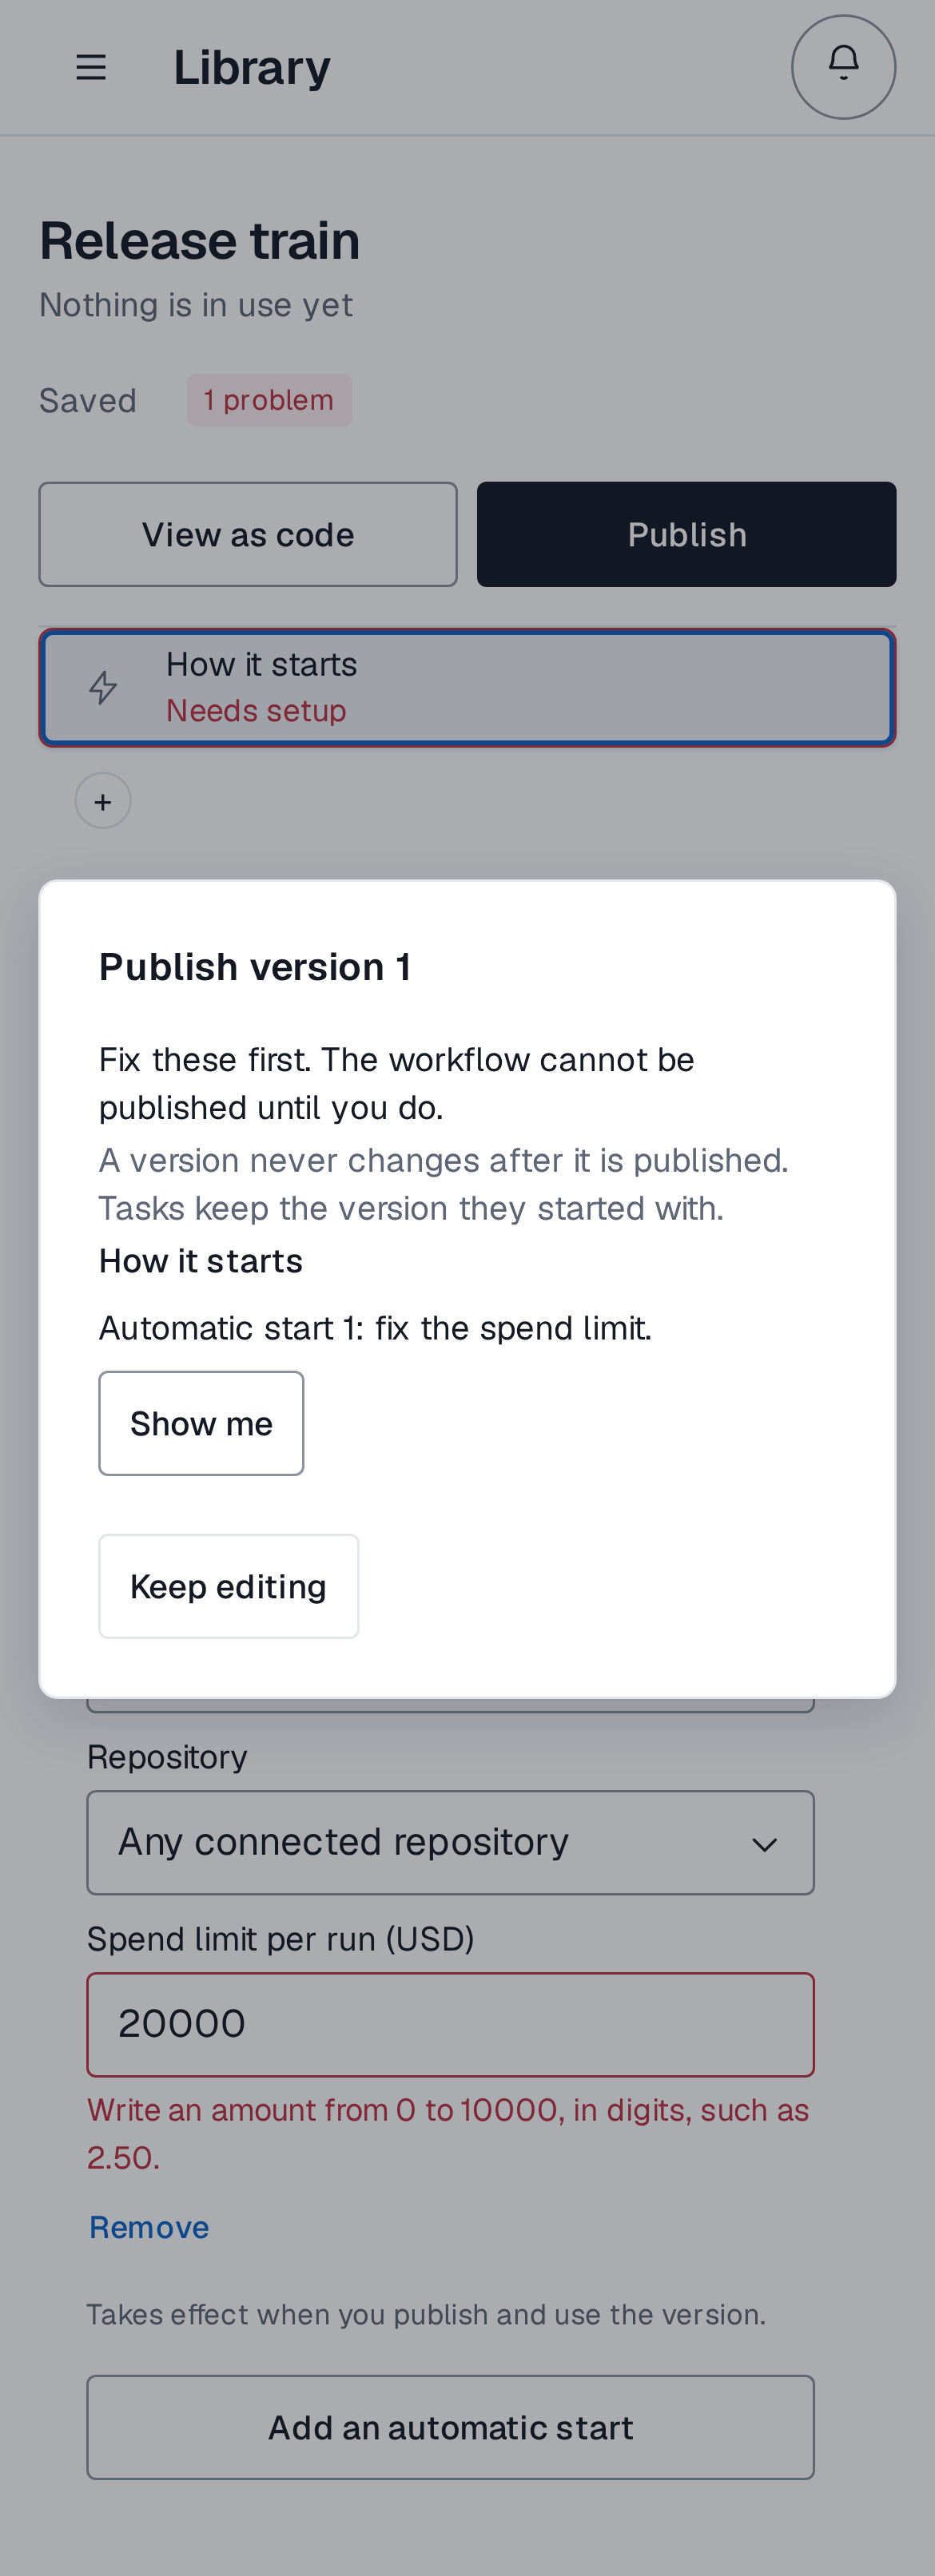 Library
Release train
Nothing is in use yet
Saved
1 problem
View as code
Publish
How it starts
Needs setup
+
Publish version 1
Fix these first. The workflow cannot be
published until you do.
A version never changes after it is published.
Tasks keep the version they started with.
How it starts
Automatic start 1: fix the spend limit.
Show me
Keep editing
Repository
Any connected repository
Spend limit per run (USD)
20000
Write an amount from 0 to 10000, in digits, such as
2.50.
Remove
Takes effect when you publish and use the version.
Add an automatic start